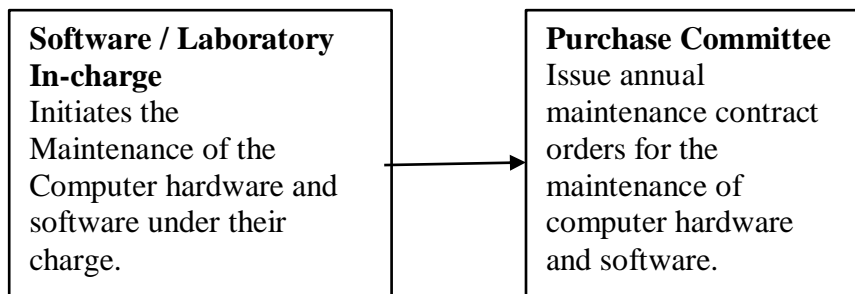 Software / Laboratory
In-charge
Initiates the
Maintenance of the
Computer hardware and
software under their
charge.
Purchase Committee
Issue annual
maintenance contract
orders for the
maintenance of
computer hardware
and software.